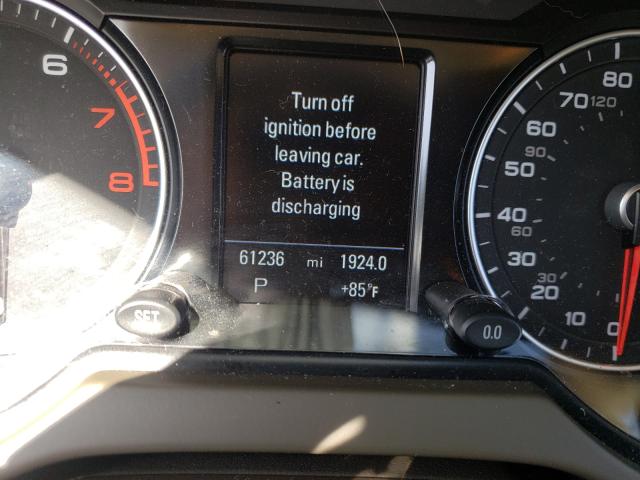 Turn off
ignition before
leaving car.
Battery is
discharging
61236 mi 1924.0
P +85°F
SET
0.0
6
7
8
80
70 120
60
90
50
40
60
30
20 30
10
0